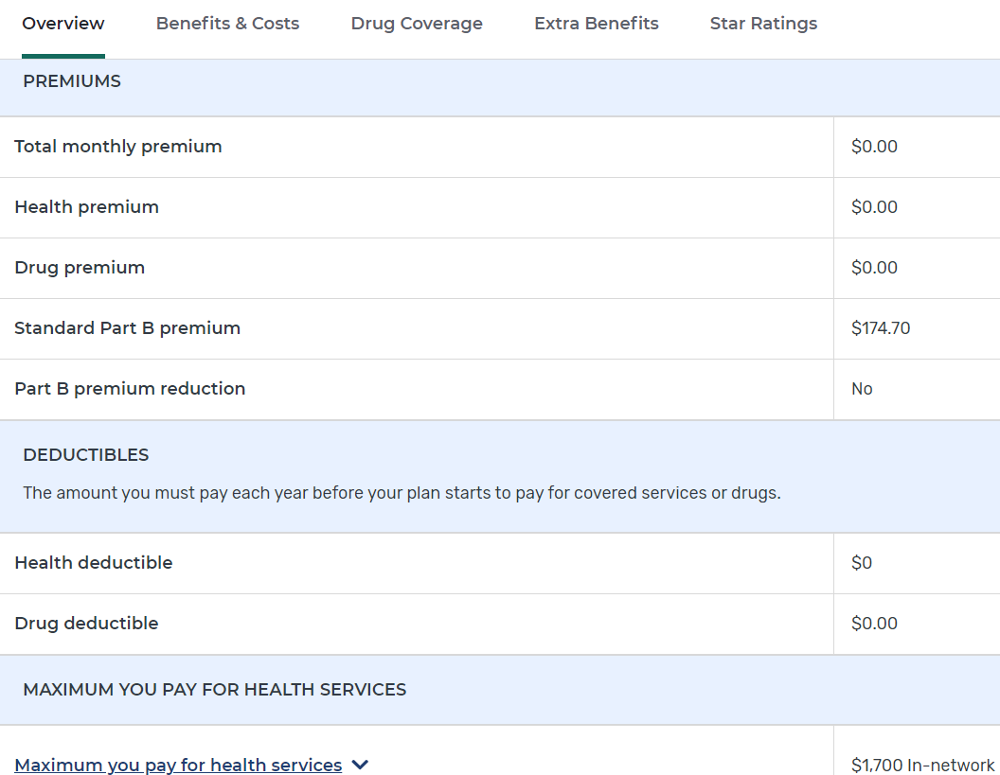 Overview Benefits & Costs Drug Coverage Extra Benefits Star Ratings
PREMIUMS
Total monthly premium $0.00
Health premium $0.00
Drug premium $0.00
Standard Part B premium $174.70
Part B premium reduction No
DEDUCTIBLES
The amount you must pay each year before your plan starts to pay for covered services or drugs.
Health deductible $0
Drug deductible $0.00
MAXIMUM YOU PAY FOR HEALTH SERVICES
Maximum you pay for health services $1,700 In-network